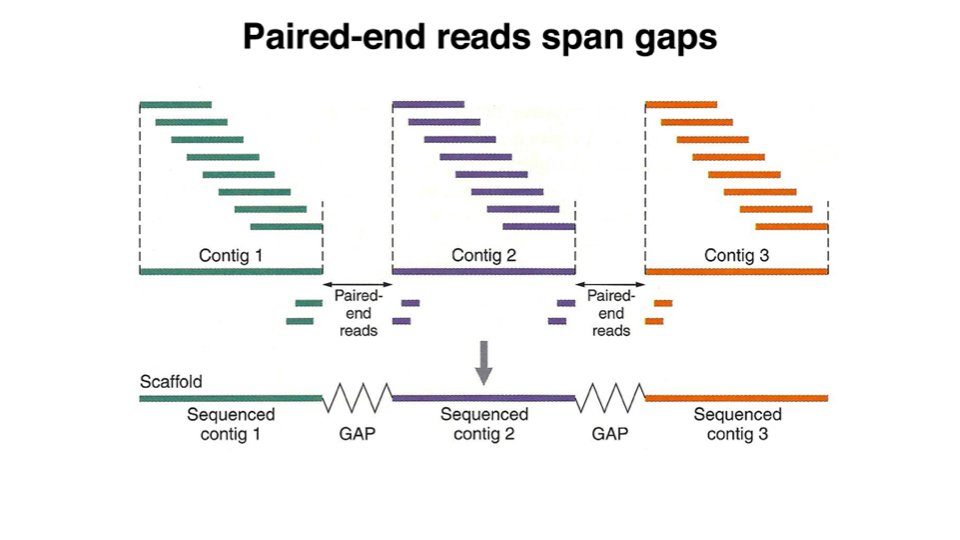 Paired-end reads span gaps
Contig 1
Contig 2
Contig 3
Paired-
end
reads
Paired-
end
reads
Scaffold
Sequenced
contig 1
GAP
Sequenced
contig 2
GAP
Sequenced
contig 3